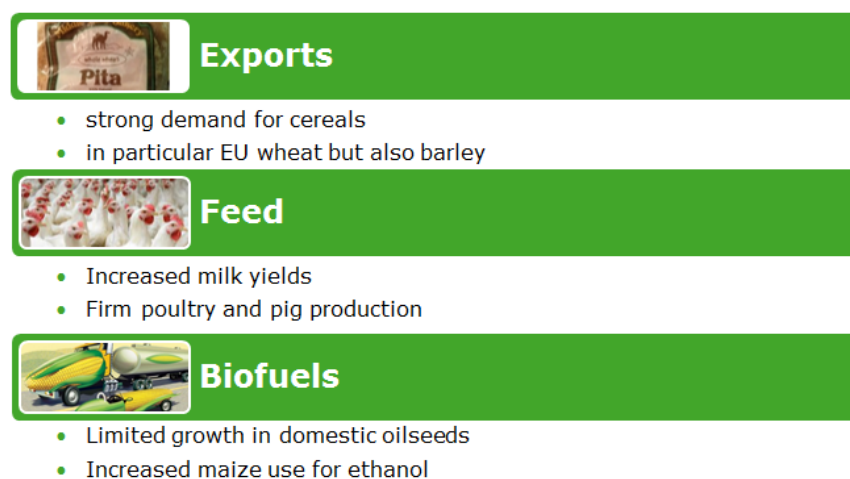 Pita
Exports
strong demand for cereals
in particular EU wheat but also barley
Feed
Increased milk yields
Firm poultry and pig production
Biofuels
Limited growth in domestic oilseeds
Increased maize use for ethanol